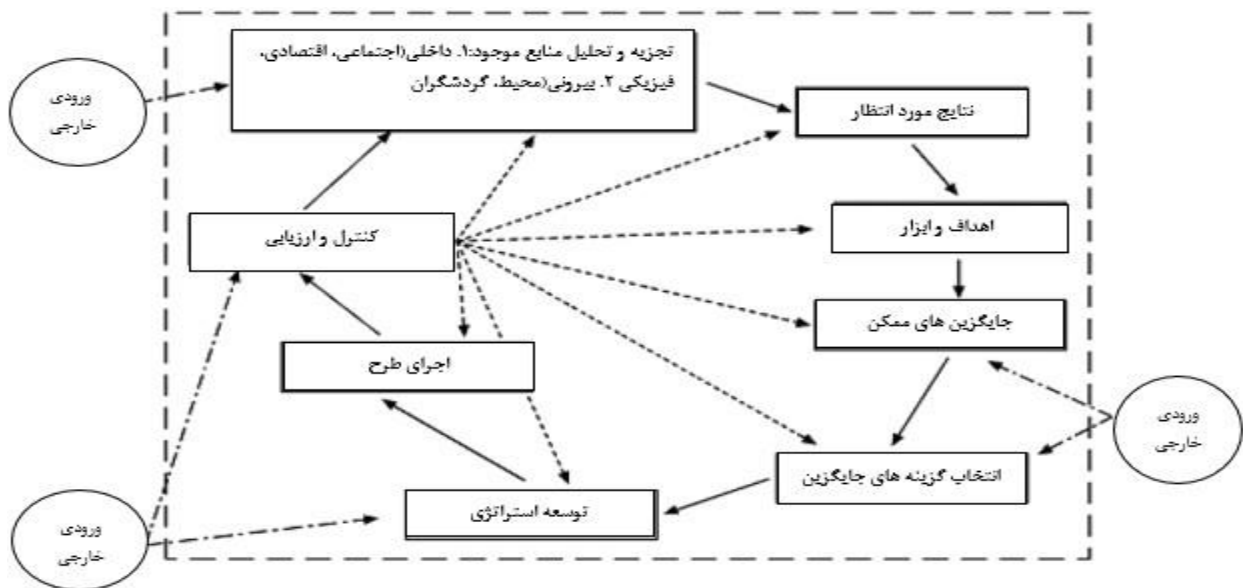 تجزیه و تحلیل منابع موجود:۱. داخلی(اجتماعی، اقتصادی،
فیزیکی ۲. بیرونی(محیط، گردشگران
ورودی
خارجی
نتایج مورد انتظار
کنترل و ارزیابی
اهداف و ابزار
جایگزین های ممکن
اجرای طرح
ورودی
خارجی
انتخاب گزینه های جایگزین
توسعه استراتژی
ورودی
خارجی